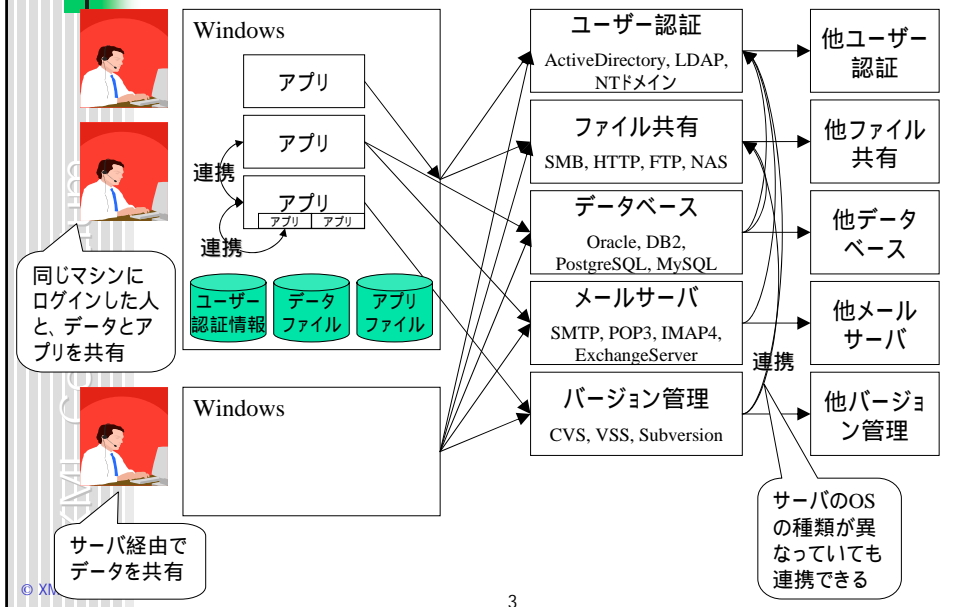 Windows
アプリ
アプリ
連携
アプリ
アプリ アプリ
連携
ユーザー
認証情報
データ
ファイル
アプリ
ファイル
同じマシンに
ログインした人
と、データとア
プリを共有
Windows
サーバ経由で
データを共有
ユーザー認証
ActiveDirectory, LDAP,
NTドメイン
ファイル共有
SMB, HTTP, FTP, NAS
データベース
Oracle, DB2,
PostgreSQL, MySQL
メールサーバ
SMTP, POP3, IMAP4,
ExchangeServer
バージョン管理
CVS, VSS, Subversion
連携
他ユーザー
認証
他ファイル
共有
他データ
ベース
他メール
サーバ
他バージョ
ン管理
サーバのOS
の種類が異
なっていても
連携できる
© XM
3